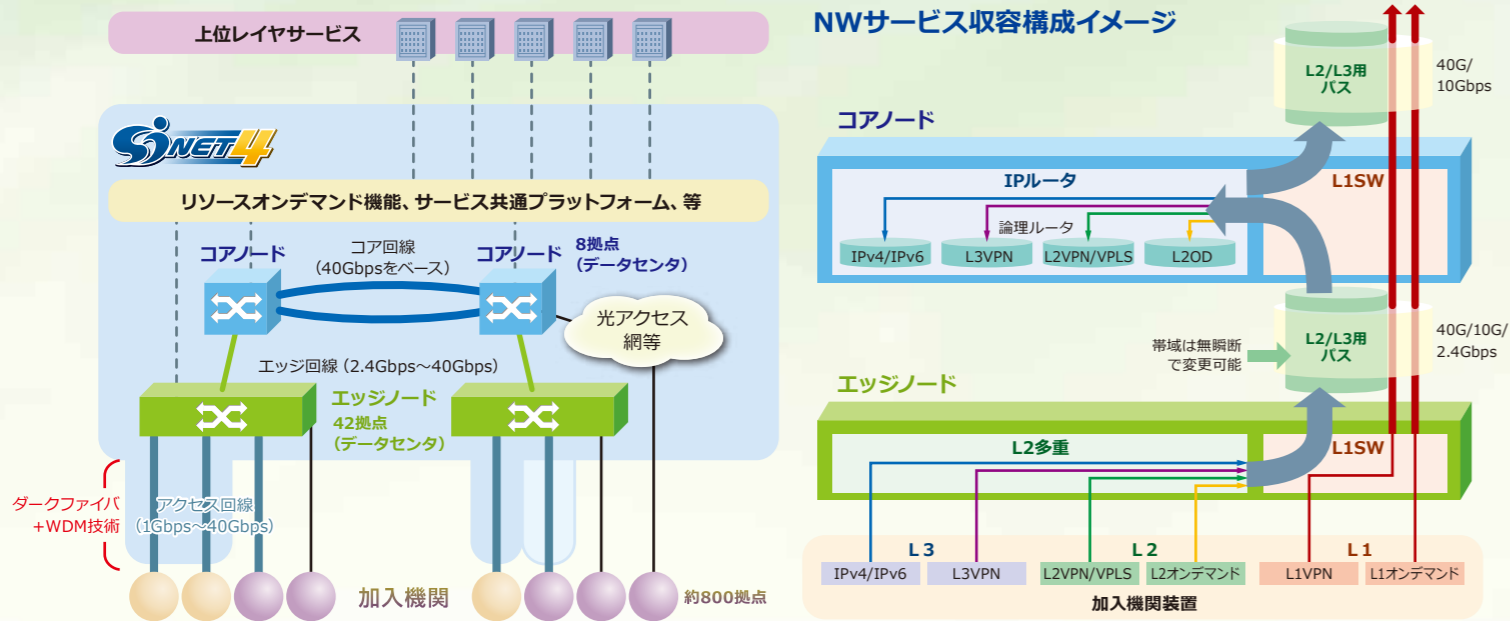 上位レイヤサービス
SiNET4
リソースオンデマンド機能、サービス共通プラットフォーム、等
コアノード
コア回線
（40Gbpsをベース）
コアノード
8拠点
（データセンタ）
光アクセス
網等
エッジ回線（2.4Gbps～40Gbps）
エッジノード
42拠点
（データセンタ）
ダークファイバ
+WDM技術
アクセス回線
（1Gbps～40Gbps）
加入機関
約800拠点
NWサービス収容構成イメージ
L2/L3用
パス
40G/
10Gbps
コアノード
IPルータ
L1SW
論理ルータ
IPv4/IPv6
L3VPN
L2VPN/VPLS
L2OD
帯域は無瞬断
で変更可能
L2/L3用
パス
40G/10G/
2.4Gbps
エッジノード
L2多重
L1SW
L3
L2
L1
IPv4/IPv6
L3VPN
L2VPN/VPLS
L2オンデマンド
L1VPN
L1オンデマンド
加入機関装置